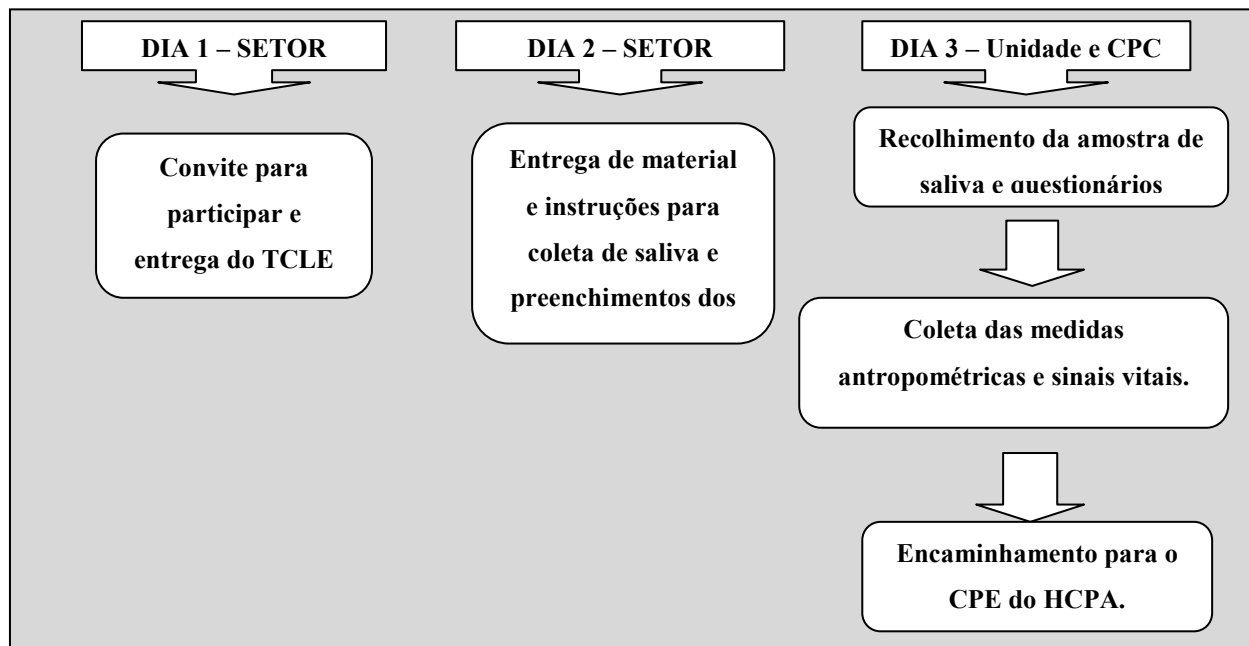 DIA 1 – SETOR
Convite para
participar e
entrega do TCLE
DIA 2 – SETOR
Entrega de material
e instruções para
coleta de saliva e
preenchimentos dos
DIA 3 – Unidade e CPC
Recolhimento da amostra de
saliva e questionários
Coleta das medidas
antropométricas e sinais vitais.
Encaminhamento para o
CPE do HCPA.